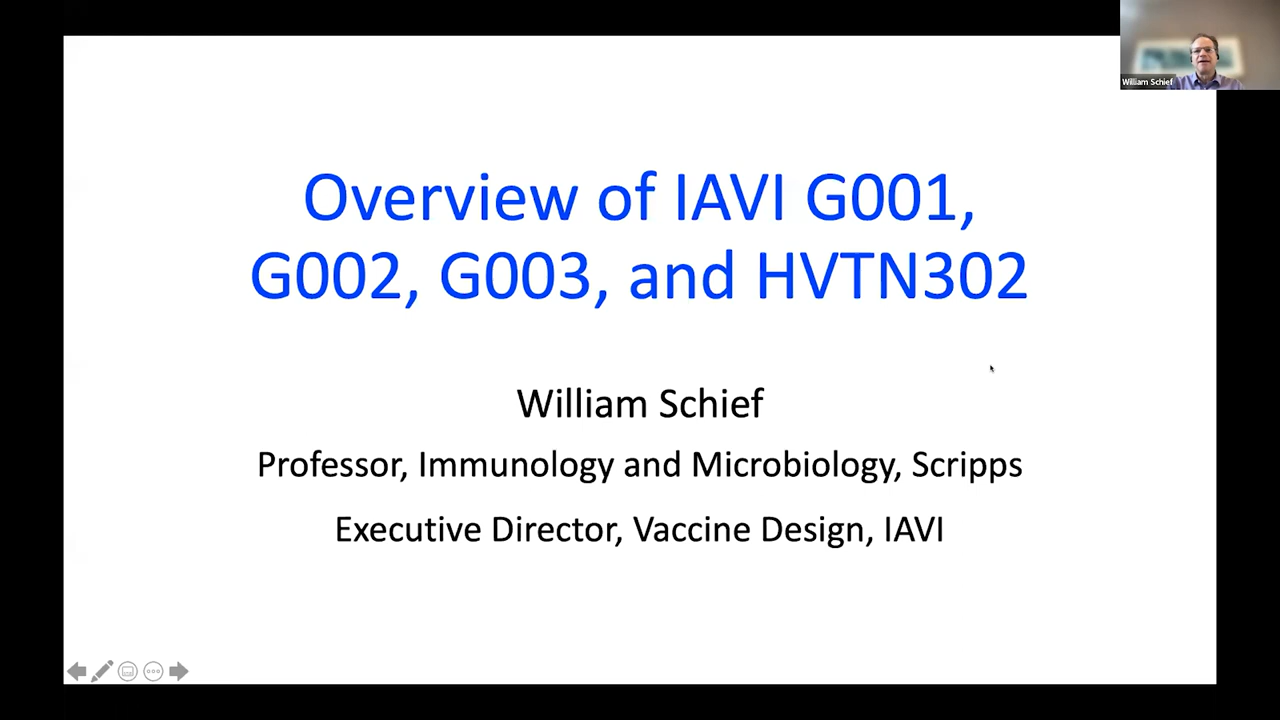 William Schief
Overview of IAVI G001,
G002, G003, and HVTN302
William Schief
Professor, Immunology and Microbiology, Scripps
Executive Director, Vaccine Design, IAVI